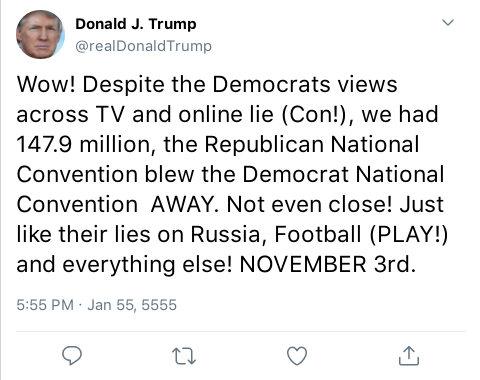 Donald J. Trump
@realDonaldTrump
Wow! Despite the Democrats views
across TV and online lie (Con!), we had
147.9 million, the Republican National
Convention blew the Democrat National
Convention  AWAY. Not even close! Just
like their lies on Russia, Football (PLAY!)
and everything else! NOVEMBER 3rd.
5:55 PM · Jan 55, 5555